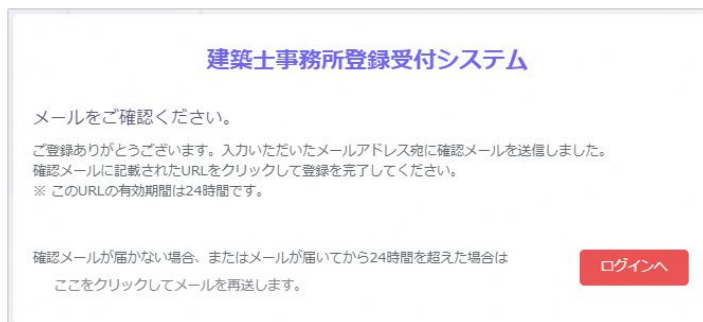 建築士事務所登録受付システム
メールをご確認ください。
ご登録ありがとうございます。入力いただいたメールアドレス宛に確認メールを送信しました。
確認メールに記載されたURLをクリックして登録を完了してください。
※ このURLの有効期間は24時間です。
確認メールが届かない場合、またはメールが届いてから24時間を超えた場合は
ログインへ
ここをクリックしてメールを再送します。